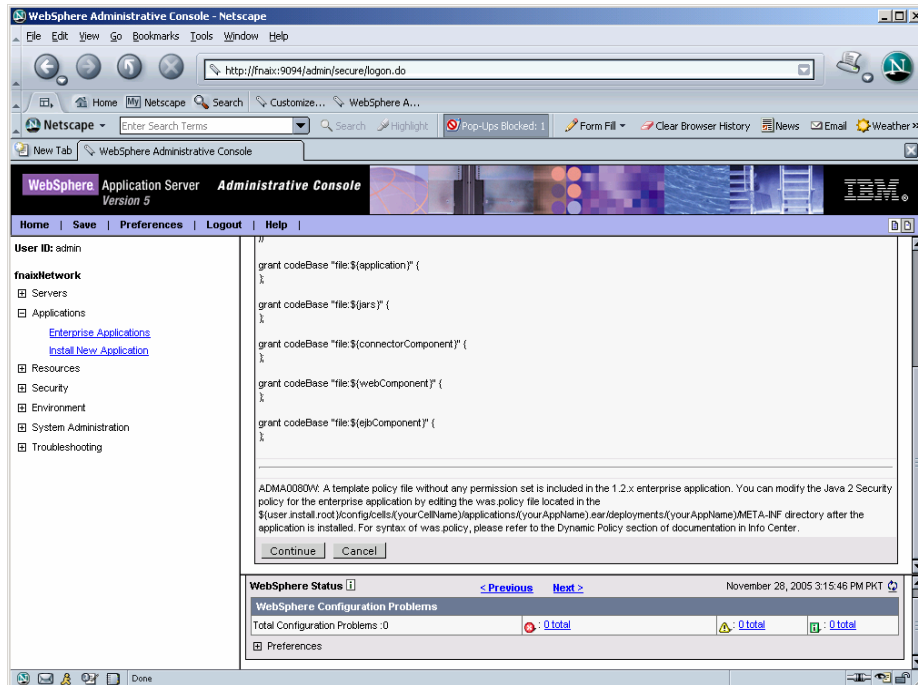 WebSphere Administrative Console - Netscape
File Edit View Go Bookmarks Tools Window Help
http://fnaix:9094/admin/secure/logon.do
Home My Netscape Search Customize... WebSphere A...
Netscape Enter Search Terms Search Highlight Pop-Ups Blocked: 1 Form Fill Clear Browser History News Email Weather
New Tab WebSphere Administrative Console
WebSphere Application Server Administrative Console
Version 5
IBM
Home | Save | Preferences | Logout | Help |
User ID: admin
fnaixNetwork
Servers
Applications
Enterprise Applications
Install New Application
Resources
Security
Environment
System Administration
Troubleshooting
grant codeBase "file:${application}" {
};
grant codeBase "file:${jars}" {
};
grant codeBase "file:${connectorComponent}" {
};
grant codeBase "file:${webComponent}" {
};
grant codeBase "file:${ejbComponent}" {
};
ADMA0080W: A template policy file without any permission set is included in the 1.2.x enterprise application. You can modify the Java 2 Security
policy for the enterprise application by editing the was.policy file located in the
${user.install.root}/config/cells/(yourCellName)/applications/(yourAppName).ear/deployments/(yourAppName)/META-INF directory after the
application is installed. For syntax of was.policy, please refer to the Dynamic Policy section of documentation in Info Center.
Continue Cancel
WebSphere Status < Previous Next > November 28, 2005 3:15:46 PM PKT
WebSphere Configuration Problems
Total Configuration Problems :0 : 0 total : 0 total : 0 total
Preferences
Done